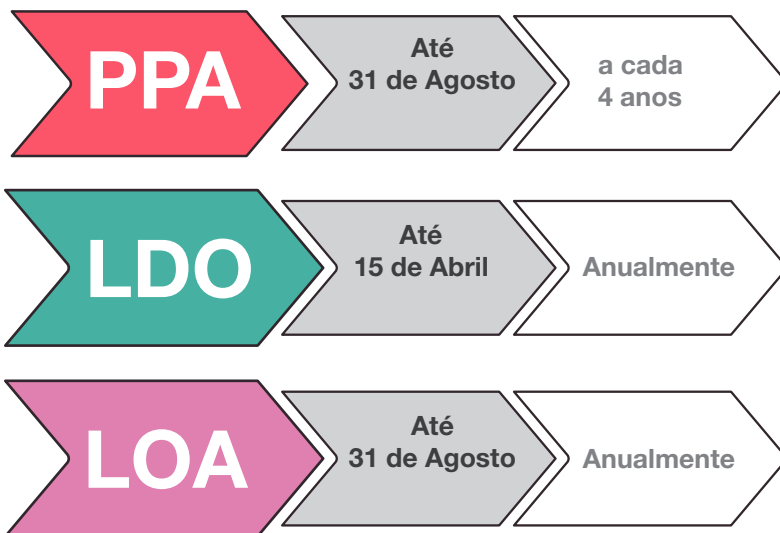 PPA
Até
31 de Agosto
a cada
4 anos
LDO
Até
15 de Abril
Anualmente
LOA
Até
31 de Agosto
Anualmente